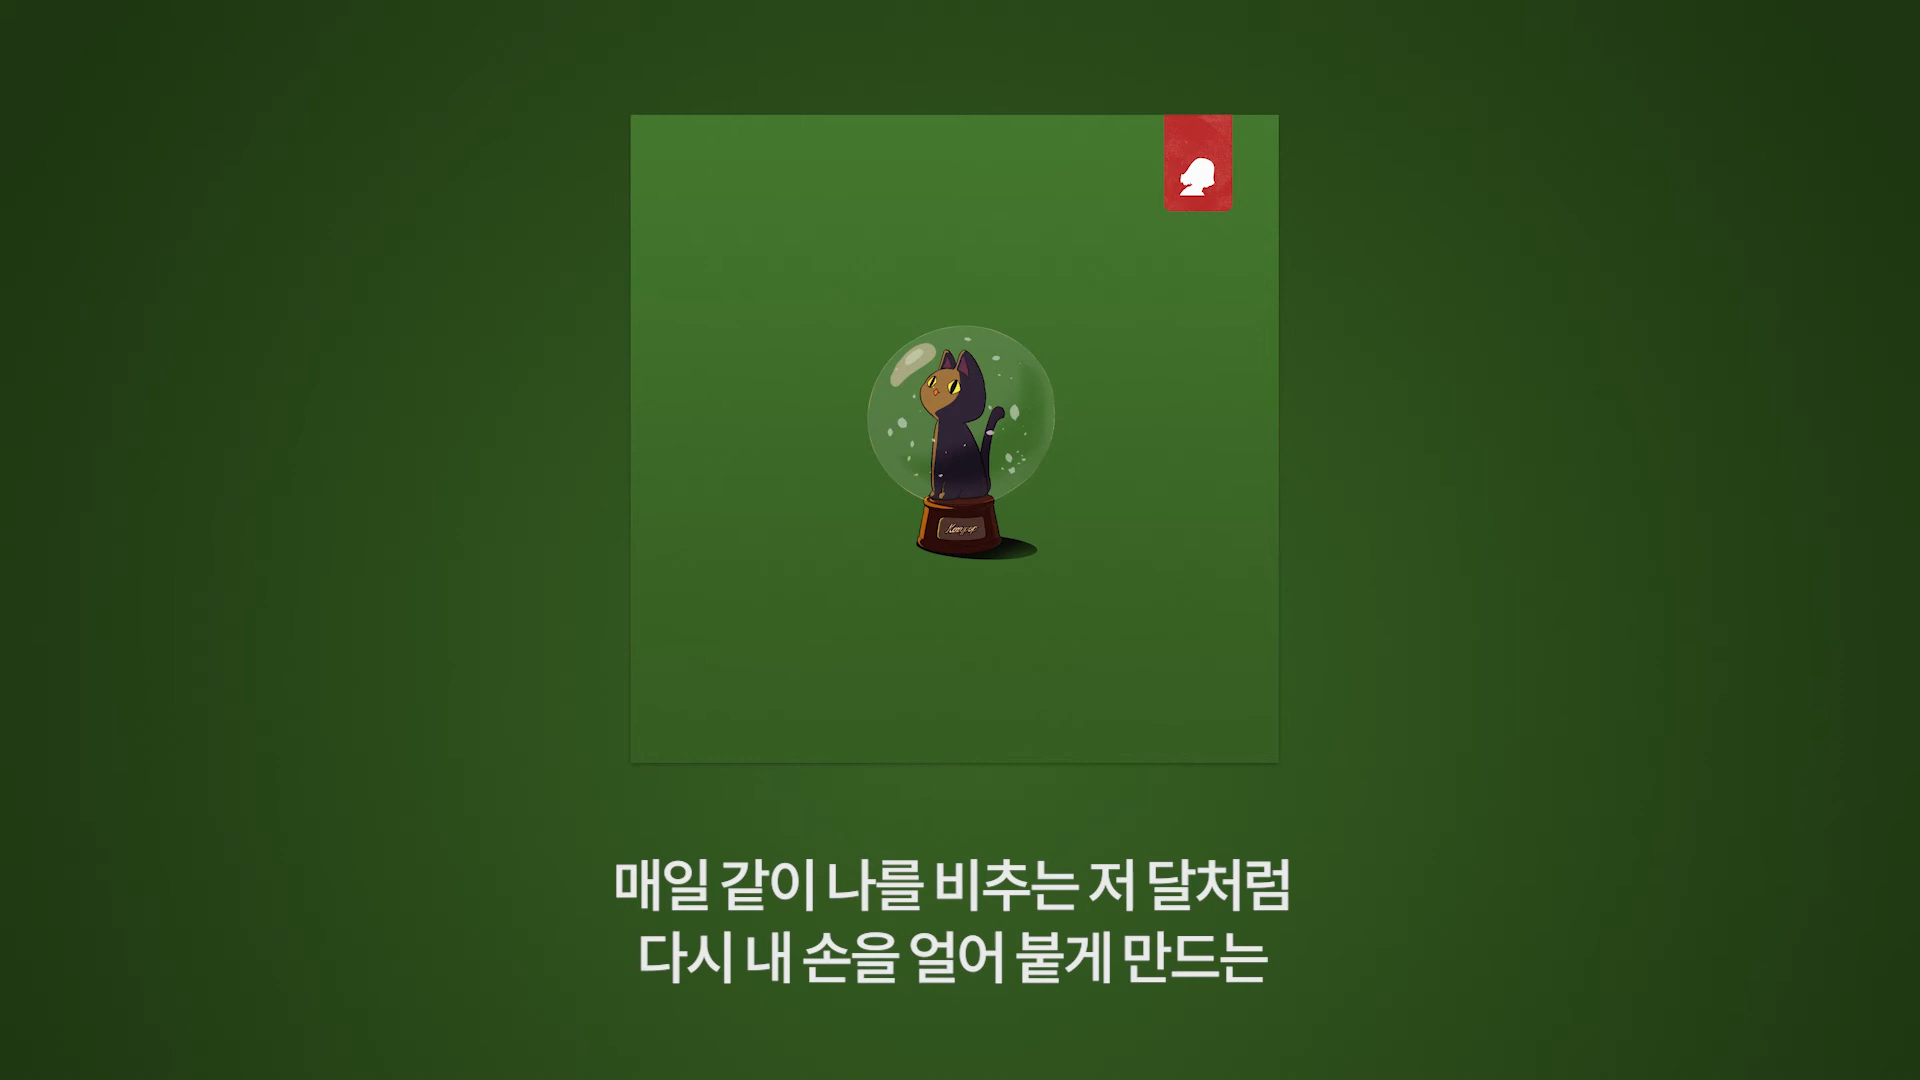 매일 같이 나를 비추는 저 달처럼
다시 내 손을 얼어 붙게 만드는